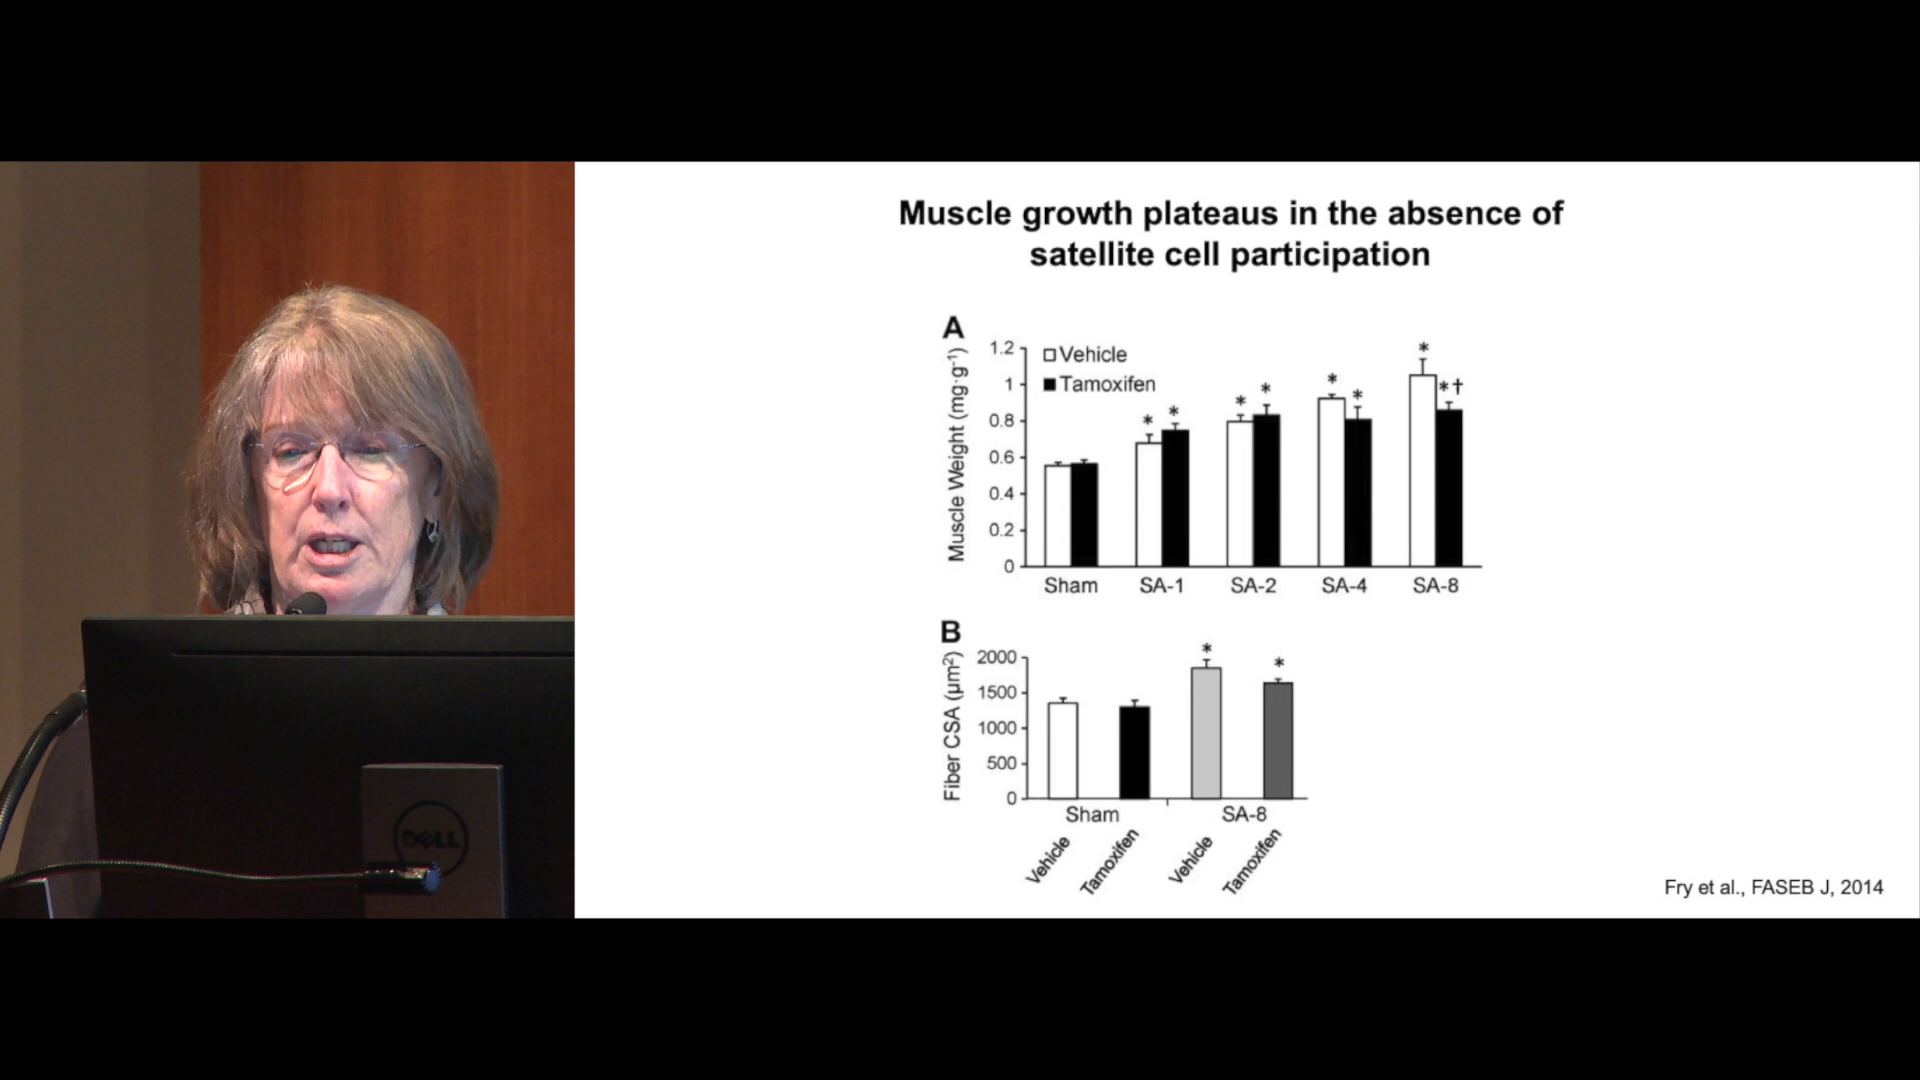 Muscle growth plateaus in the absence of
satellite cell participation
A
Muscle Weight (mg·g⁻¹)
1.2
1
0.8
0.6
0.4
0.2
0
Vehicle
Tamoxifen
*
*
*
*
*
*
*
*†
Sham
SA-1
SA-2
SA-4
SA-8
B
Fiber CSA (µm²)
2000
1500
1000
500
0
*
*
Sham
SA-8
Vehicle
Tamoxifen
Vehicle
Tamoxifen
Fry et al., FASEB J, 2014
DELL